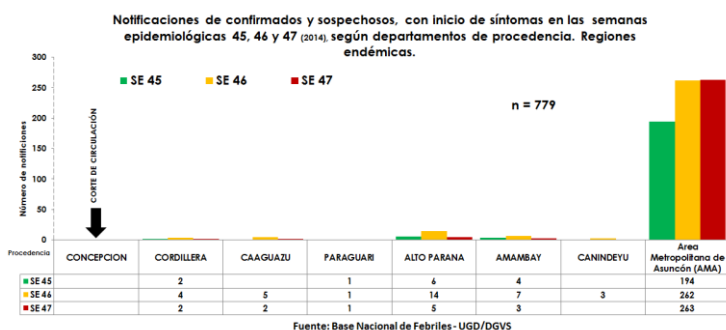 Notificaciones de confirmados y sospechosos, con inicio de síntomas en las semanas
epidemiológicas 45, 46 y 47 (2014), según departamentos de procedencia. Regiones
endémicas.
300
250
200
150
100
50
0
Número de notificiones
CORTE DE CIRCULACIÓN
SE 45 SE 46 SE 47
n = 779
Procedencia CONCEPCION CORDILLERA CAAGUAZU PARAGUARI ALTO PARANA AMAMBAY CANINDEYU Area Metropolitana de Asuncón (AMA)
SE 45 2 1 6 4 194
SE 46 4 5 1 14 7 3 262
SE 47 2 2 1 5 3 263
Fuente: Base Nacional de Febriles - UGD/DGVS